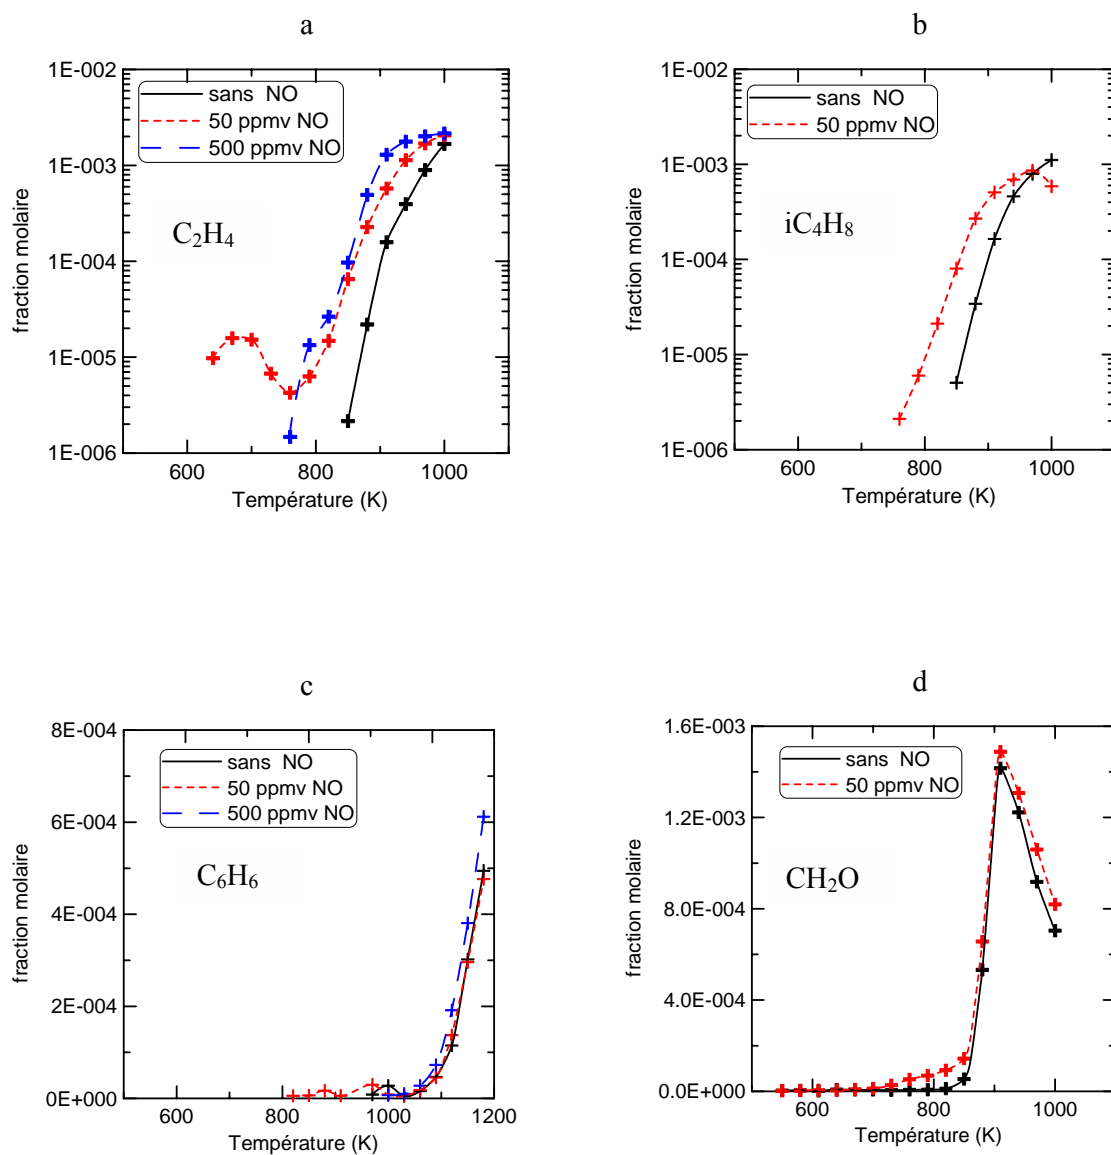 a
1E-002
1E-003
1E-004
1E-005
1E-006
fraction molaire
sans NO
50 ppmv NO
500 ppmv NO
C₂H₄
600 800 1000
Température (K)
b
1E-002
1E-003
1E-004
1E-005
1E-006
fraction molaire
sans NO
50 ppmv NO
iC₄H₈
600 800 1000
Température (K)
c
8E-004
6E-004
4E-004
2E-004
0E+000
fraction molaire
sans NO
50 ppmv NO
500 ppmv NO
C₆H₆
600 800 1000 1200
Température (K)
d
1.6E-003
1.2E-003
8.0E-004
4.0E-004
0.0E+000
fraction molaire
sans NO
50 ppmv NO
CH₂O
600 800 1000
Température (K)